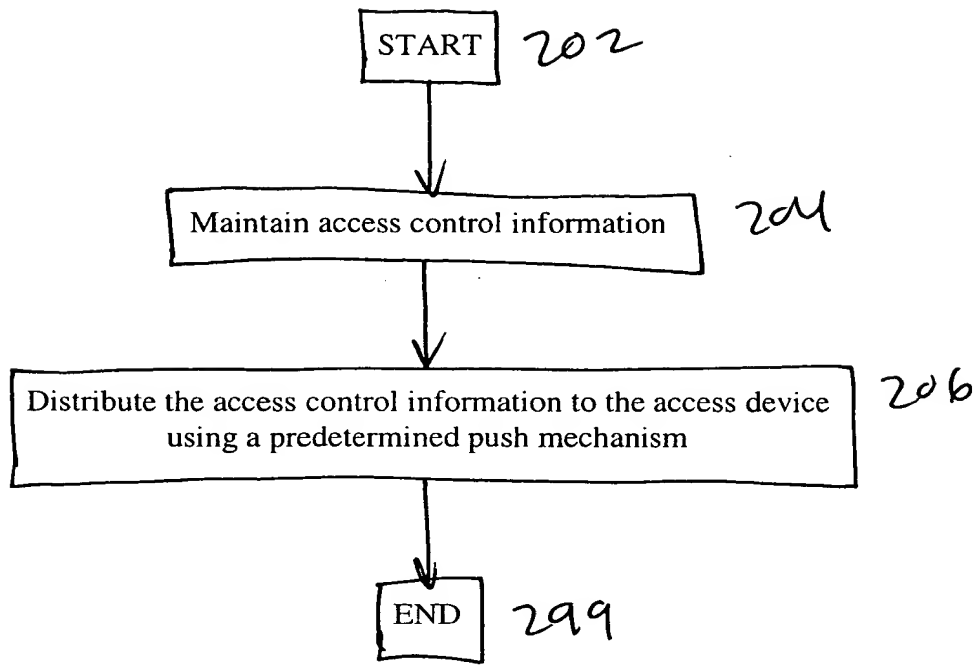 START 202
Maintain access control information 204
Distribute the access control information to the access device 206
using a predetermined push mechanism
END 299